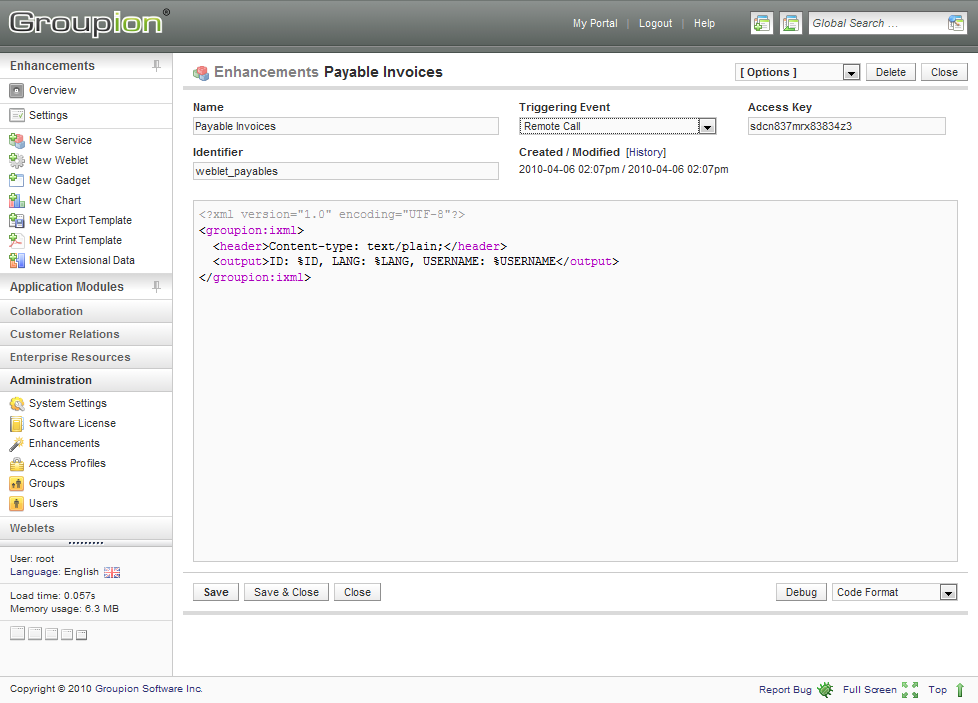 Groupion®
My Portal | Logout | Help
Global Search ...
Enhancements
Overview
Settings
New Service
New Weblet
New Gadget
New Chart
New Export Template
New Print Template
New Extensional Data
Application Modules
Collaboration
Customer Relations
Enterprise Resources
Administration
System Settings
Software License
Enhancements
Access Profiles
Groups
Users
Weblets
User: root
Language: English
Load time: 0.057s
Memory usage: 6.3 MB
Enhancements Payable Invoices
[ Options ]
Delete
Close
Name
Payable Invoices
Triggering Event
Remote Call
Access Key
sdcn837mrx83834z3
Identifier
weblet_payables
Created / Modified [History]
2010-04-06 02:07pm / 2010-04-06 02:07pm
<?xml version="1.0" encoding="UTF-8"?>
<groupion:ixml>
  <header>Content-type: text/plain;</header>
  <output>ID: %ID, LANG: %LANG, USERNAME: %USERNAME</output>
</groupion:ixml>
Save
Save & Close
Close
Debug
Code Format
Copyright © 2010 Groupion Software Inc.
Report Bug
Full Screen
Top